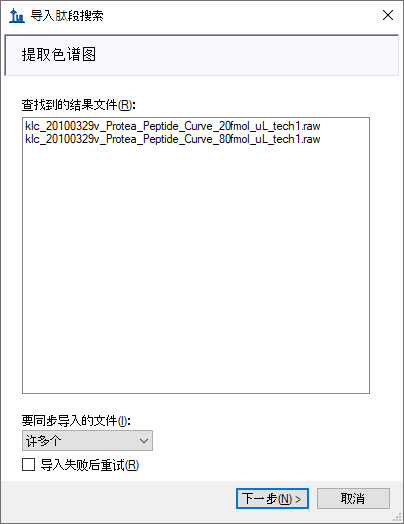 导入肽段搜索
提取色谱图
查找到的结果文件(R):
klc_20100329v_Protea_Peptide_Curve_20fmol_uL_tech1.raw
klc_20100329v_Protea_Peptide_Curve_80fmol_uL_tech1.raw
要同步导入的文件(I):
许多个
导入失败后重试(R)
下一步(N) >
取消